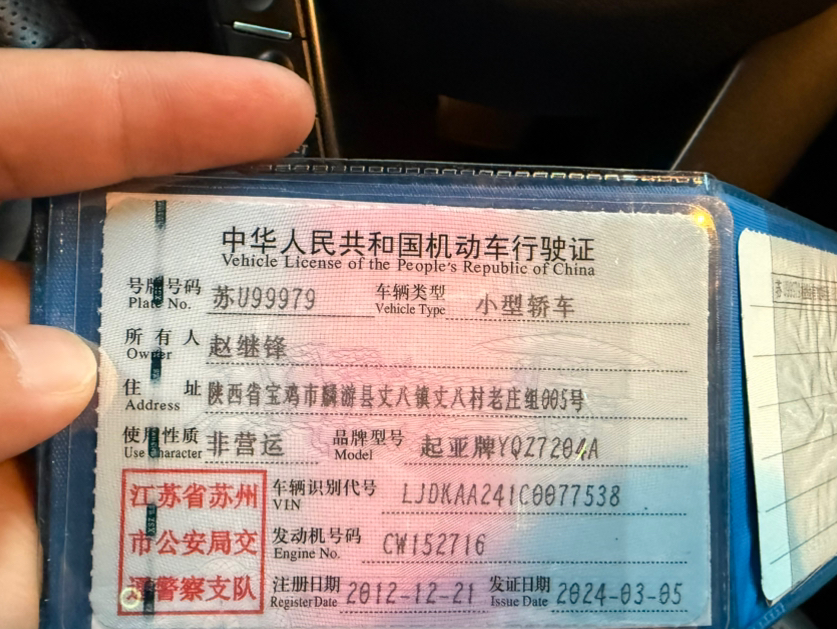 中华人民共和国机动车行驶证
Vehicle License of the People's Republic of China
号牌号码 苏U99979 车辆类型 小型轿车
Plate No. Vehicle Type
所有人 赵继锋
Owner
住址 陕西省宝鸡市麟游县丈八镇丈八村老庄组005号
Address
使用性质 非营运 品牌型号 起亚牌YQZ7204A
Use Character Model
江苏省苏州
市公安局交
通警察支队
车辆识别代号 LJDKAA241C0077538
VIN
发动机号码 CW152716
Engine No.
注册日期 2012-12-21 发证日期 2024-03-05
Register Date Issue Date